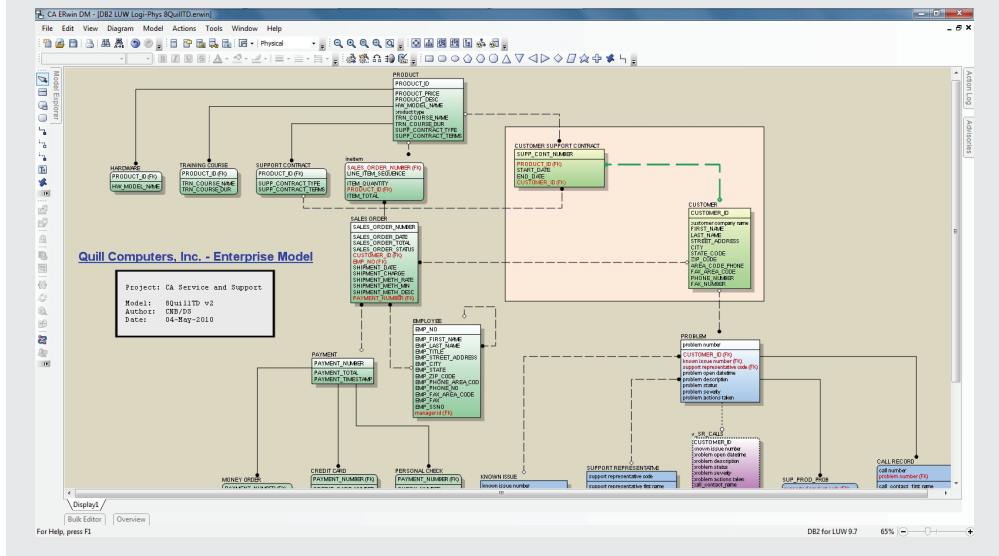 CA ERwin DM - [DB2 LUW Logi-Phys 8QuillTD.erwin]
File Edit View Diagram Model Actions Tools Window Help
Physical
Model Explorer
Action Log
Advisories
PRODUCT
PRODUCT_ID
PRODUCT_PRICE
PRODUCT_DESC
HW_MODEL_NAME
product type
TRN_COURSE_NAME
TRN_COURSE_DUR
SUPP_CONTRACT_TYPE
SUPP_CONTRACT_TERMS
HARDWARE
PRODUCT_ID (FK)
HW_MODEL_NAME
TRAINING COURSE
PRODUCT_ID (FK)
TRN_COURSE_NAME
TRN_COURSE_DUR
SUPPORT CONTRACT
PRODUCT_ID (FK)
SUPP_CONTRACT_TYPE
SUPP_CONTRACT_TERMS
lineitem
SALES_ORDER_NUMBER (FK)
LINE_ITEM_SEQUENCE
ITEM_QUANTITY
PRODUCT_ID (FK)
ITEM_TOTAL
CUSTOMER SUPPORT CONTRACT
SUPP_CONT_NUMBER
PRODUCT_ID (FK)
START_DATE
END_DATE
CUSTOMER_ID (FK)
CUSTOMER
CUSTOMER_ID
customer company name
FIRST_NAME
LAST_NAME
STREET_ADDRESS
CITY
STATE_CODE
ZIP_CODE
AREA_CODE_PHONE
FAX_AREA_CODE
PHONE_NUMBER
FAX_NUMBER
SALES ORDER
SALES_ORDER_NUMBER
SALES_ORDER_DATE
SALES_ORDER_TOTAL
SALES_ORDER_STATUS
CUSTOMER_ID (FK)
EMP_NO (FK)
SHIPMENT_DATE
SHIPMENT_CHARGE
SHIPMENT_METH_RATE
SHIPMENT_METH_MIN
SHIPMENT_METH_DESC
PAYMENT_NUMBER (FK)
Quill Computers, Inc. - Enterprise Model
Project: CA Service and Support
Model: 8QuillTD v2
Author: CNB/DS
Date: 04-May-2010
EMPLOYEE
EMP_NO
EMP_FIRST_NAME
EMP_LAST_NAME
EMP_TITLE
EMP_STREET_ADDRESS
EMP_CITY
EMP_STATE
EMP_ZIP_CODE
EMP_PHONE_AREA_COD
EMP_PHONE_NO
EMP_FAX_AREA_CODE
EMP_FAX
EMP_SSNO
manager id (FK)
PAYMENT
PAYMENT_NUMBER
PAYMENT_TOTAL
PAYMENT_TIMESTAMP
PROBLEM
problem number
CUSTOMER_ID (FK)
known issue number (FK)
support representative code (FK)
problem open datetime
problem description
problem status
problem severity
problem actions taken
v_SR_CALLS
CUSTOMER_ID
known issue number
problem open datetime
problem description
problem status
problem severity
problem actions taken
call_contact_name
MONEY ORDER
PAYMENT_NUMBER (FK)
CREDIT CARD
PAYMENT_NUMBER (FK)
PERSONAL CHECK
PAYMENT_NUMBER (FK)
KNOWN ISSUE
known issue number
SUPPORT REPRESENTATIVE
support representative code
support representative first name
SUP_PROD_PROB
CALL RECORD
call number
problem number (FK)
call_contact_first name
Display1
Bulk Editor Overview
For Help, press F1
DB2 for LUW 9.7 65%